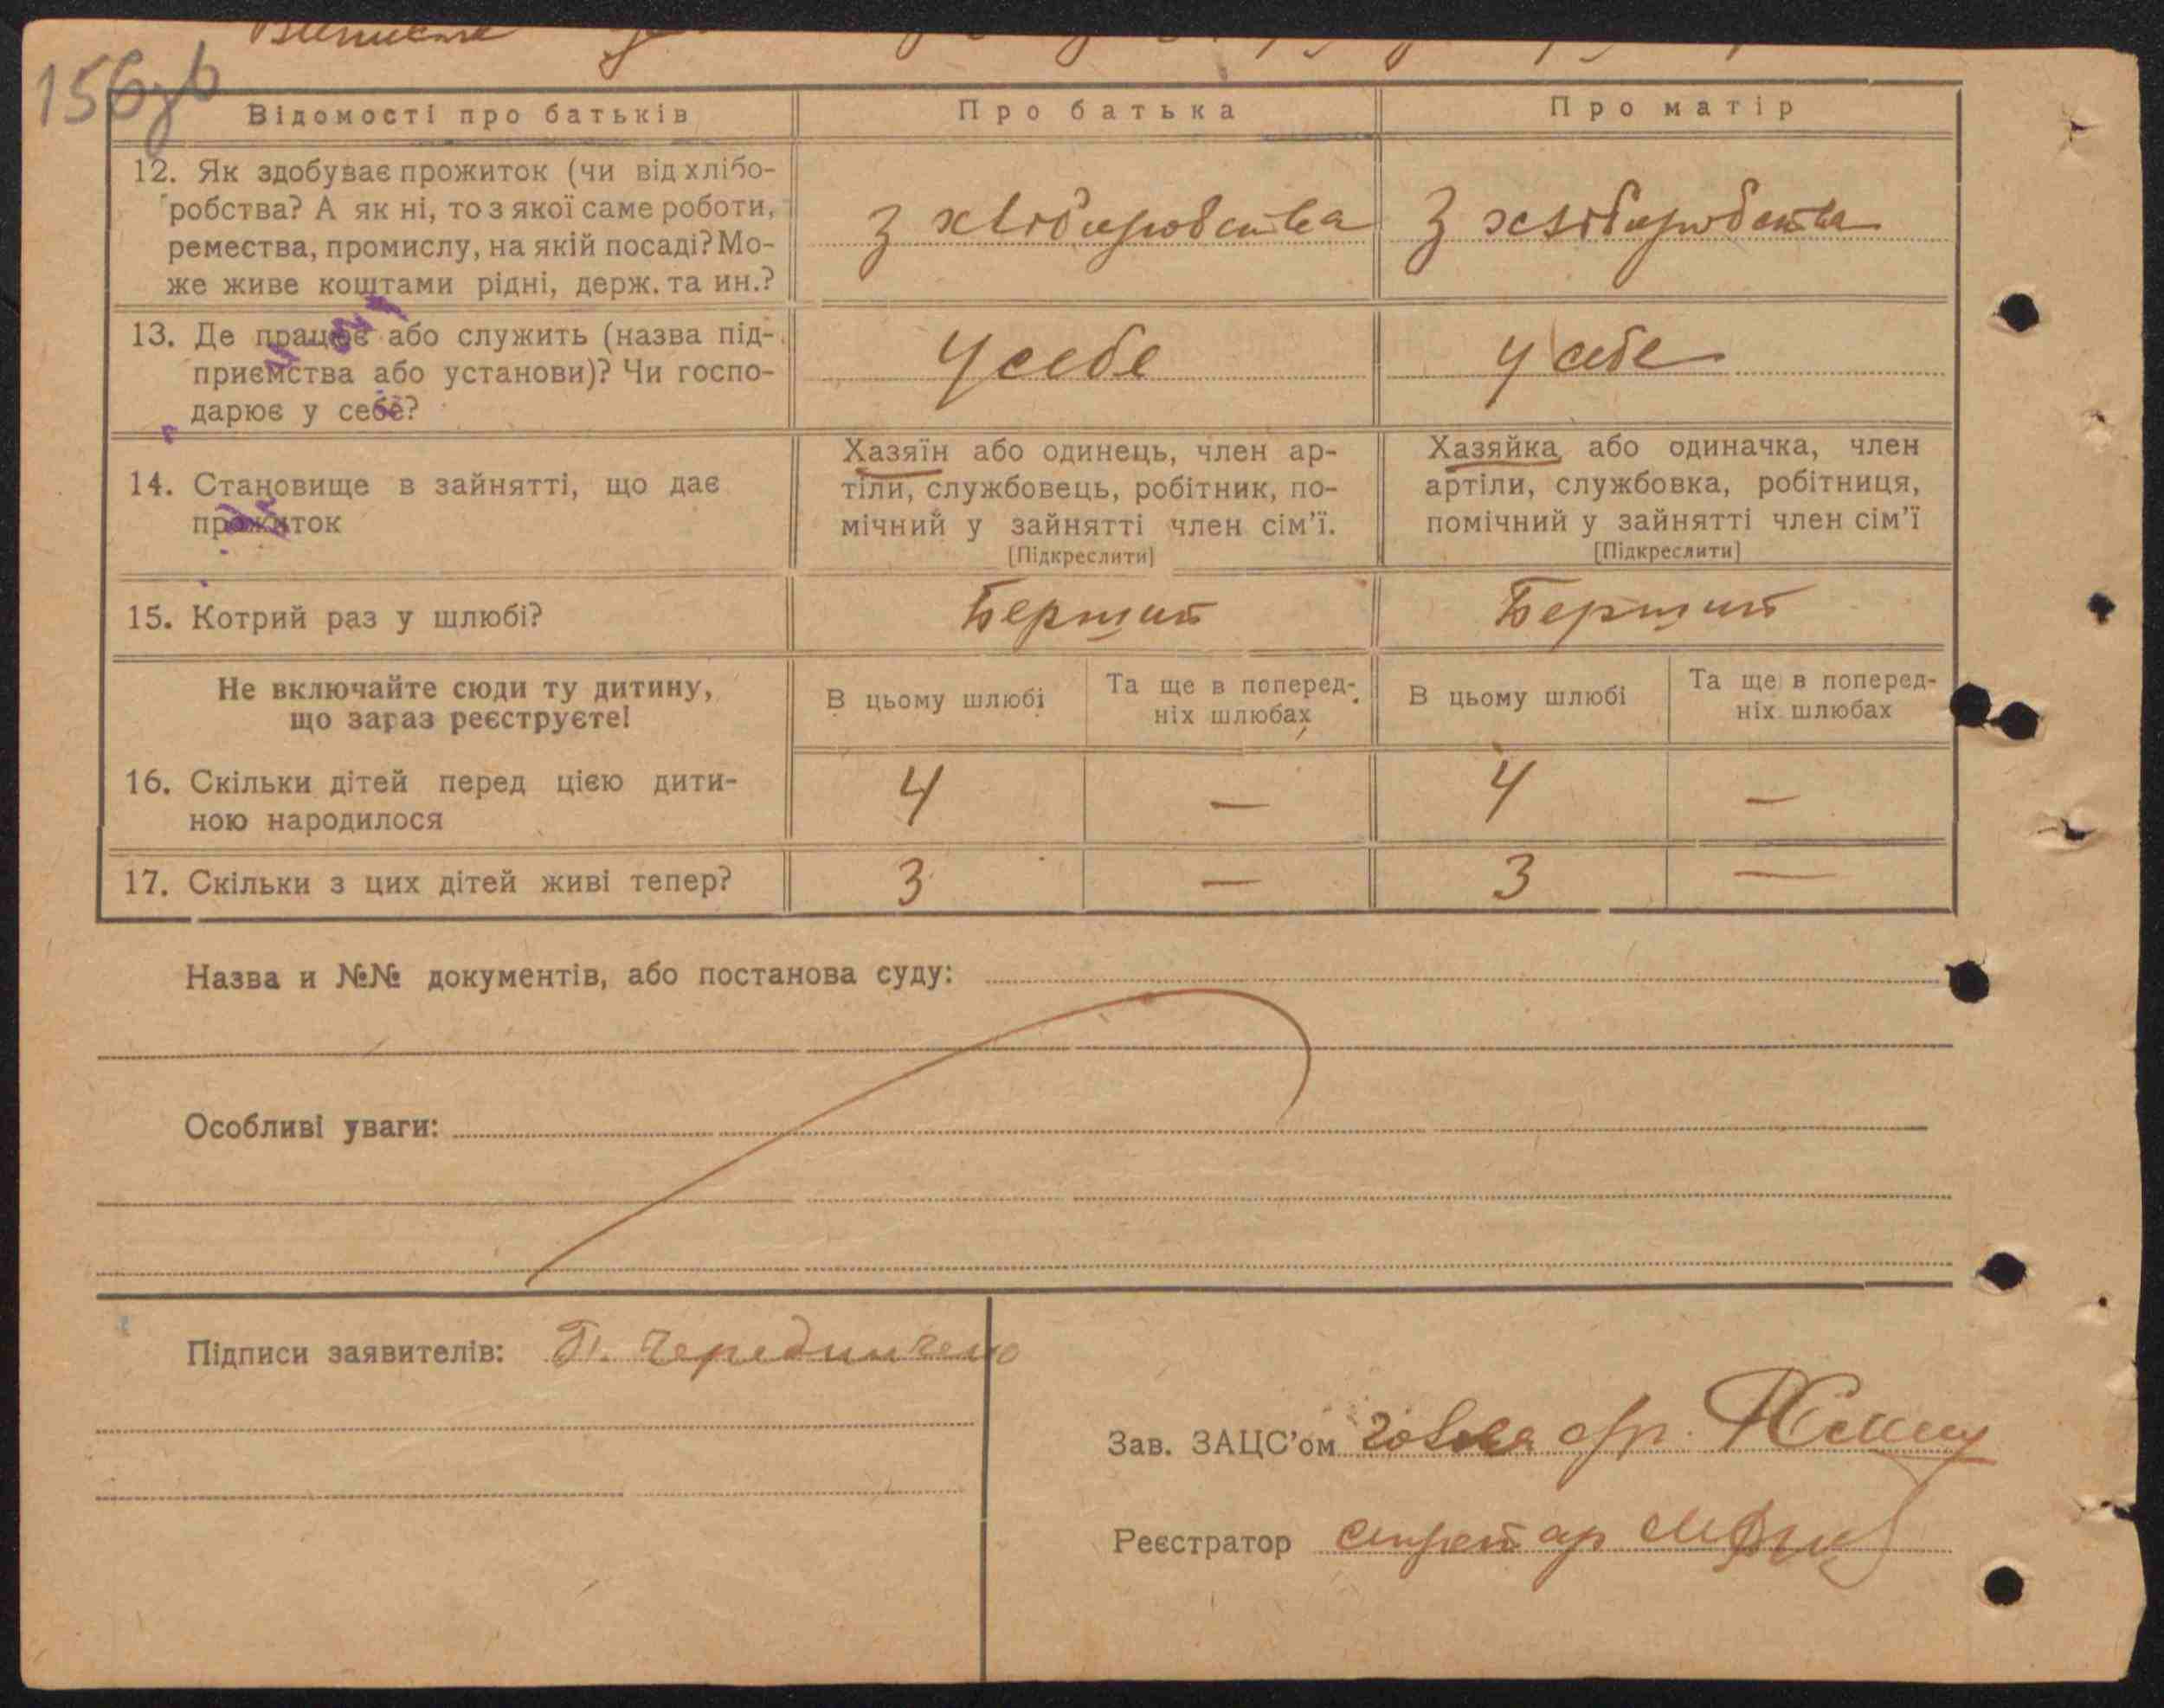 156зв
Відомості про батьків
Про батька
Про матір
12. Як здобуває прожиток (чи від хлібо-
робства? А як ні, то з якої саме роботи,
ремества, промислу, на якій посаді? Мо-
же живе коштами рідні, держ. та ин.?
З хліборобства
З хліборобства
13. Де працює або служить (назва під-
приємства або установи)? Чи госпо-
дарює у себе?
У себе
У себе
14. Становище в зайнятті, що дає
прожиток
Хазяїн або одинець, член ар-
тіли, службовець, робітник, по-
мічний у зайнятті член сім’ї.
[Підкреслити]
Хазяйка або одиначка, член
артіли, службовка, робітниця,
помічний у зайнятті член сім’ї
[Підкреслити]
15. Котрий раз у шлюбі?
Перший
Перший
Не включайте сюди ту дитину,
що зараз реєструєте!
В цьому шлюбі
Та ще в поперед-
ніх шлюбах
В цьому шлюбі
Та ще в поперед-
ніх шлюбах
16. Скільки дітей перед цією дити-
ною народилося
4 — 4 —
17. Скільки з цих дітей живі тепер?
3 — 3 —
Назва и №№ документів, або постанова суду:
Особливі уваги:
Підписи заявителів: П. Чередниченко
Зав. ЗАЦС’ом голова с/р.
Реєстратор секретар